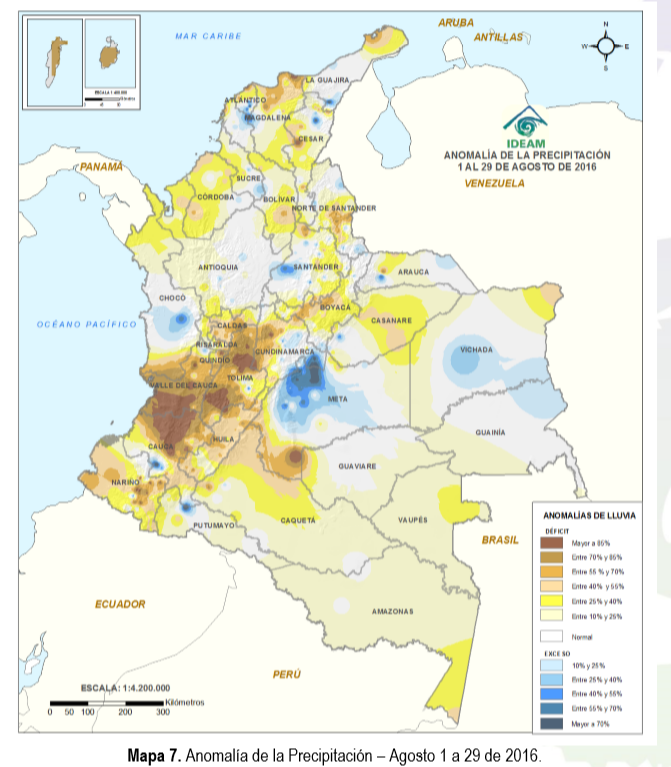 MAR CARIBE
ARUBA
ANTILLAS
N
W
E
S
ESCALA 1:400.000
LA GUAJIRA
ATLÁNTICO
MAGDALENA
CESAR
IDEAM
ANOMALÍA DE LA PRECIPITACIÓN
1 AL 29 DE AGOSTO DE 2016
VENEZUELA
PANAMÁ
SUCRE
CÓRDOBA
BOLÍVAR
NORTE DE SANTANDER
ANTIOQUIA
SANTANDER
ARAUCA
CHOCÓ
BOYACÁ
OCÉANO PACÍFICO
CALDAS
CASANARE
RISARALDA
CUNDINAMARCA
VICHADA
QUINDÍO
TOLIMA
VALLE DEL CAUCA
META
GUAINÍA
CAUCA
HUILA
GUAVIARE
NARIÑO
PUTUMAYO
CAQUETÁ
VAUPÉS
BRASIL
AMAZONAS
ECUADOR
PERÚ
ANOMALÍAS DE LLUVIA
DÉFICIT
Mayor a 85%
Entre 70% y 85%
Entre 55 % y 70%
Entre 40% y 55%
Entre 25% y 40%
Entre 10% y 25%
Normal
EXCESO
10% y 25%
Entre 25% y 40%
Entre 40% y 55%
Entre 55% y 70%
Mayor a 70%
ESCALA: 1:4.200.000
Kilómetros
0 50 100 200 300
Mapa 7. Anomalía de la Precipitación – Agosto 1 a 29 de 2016.